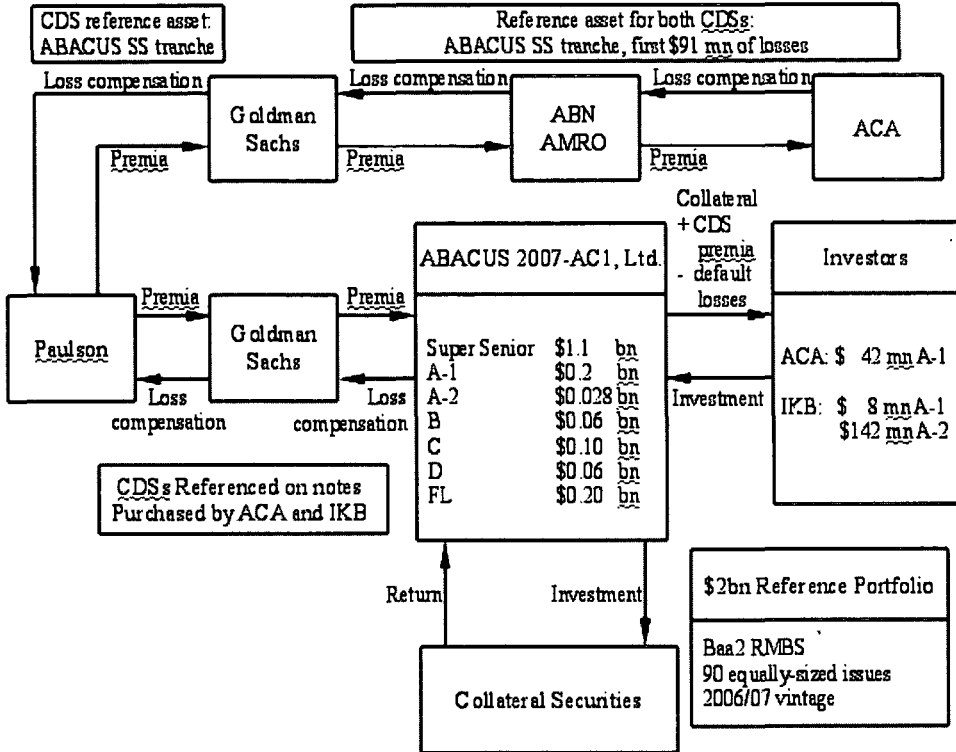 CDS reference asset:
ABACUS SS tranche
Reference asset for both CDSs:
ABACUS SS tranche, first $91 mn of losses
Loss compensation
Loss compensation
Loss compensation
Goldman
Sachs
ABN
AMRO
ACA
Premia
Premia
Premia
Collateral
+ CDS
premia
- default
losses
ABACUS 2007-AC1, Ltd.
Investors
Premia
Premia
Paulson
Goldman
Sachs
Super Senior $1.1 bn
A-1 $0.2 bn
A-2 $0.028 bn
B $0.06 bn
C $0.10 bn
D $0.06 bn
FL $0.20 bn
ACA: $ 42 mn A-1
IKB: $ 8 mn A-1
$142 mn A-2
Loss
compensation
Loss
compensation
Investment
CDSs Referenced on notes
Purchased by ACA and IKB
Return
Investment
$2bn Reference Portfolio
Baa2 RMBS
90 equally-sized issues
2006/07 vintage
Collateral Securities